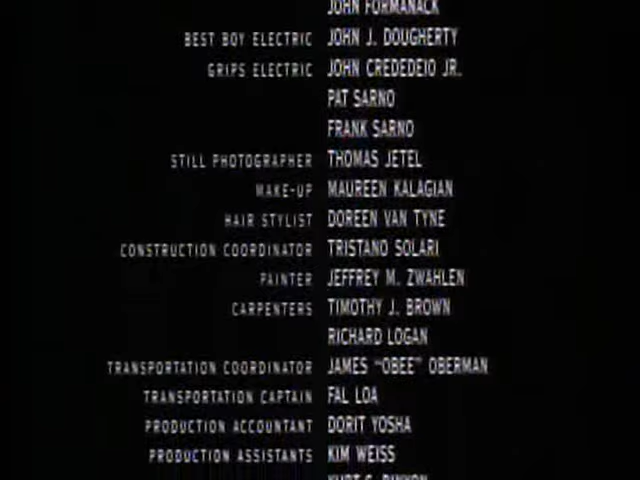 JOHN FORMANACK
BEST BOY ELECTRIC JOHN J. DOUGHERTY
GRIPS ELECTRIC JOHN CREDEDEIO JR.
PAT SARNO
FRANK SARNO
STILL PHOTOGRAPHER THOMAS JETEL
MAKE-UP MAUREEN KALAGIAN
HAIR STYLIST DOREEN VAN TYNE
CONSTRUCTION COORDINATOR TRISTANO SOLARI
PAINTER JEFFREY M. ZWAHLEN
CARPENTERS TIMOTHY J. BROWN
RICHARD LOGAN
TRANSPORTATION COORDINATOR JAMES "OBEE" OBERMAN
TRANSPORTATION CAPTAIN FAL LOA
PRODUCTION ACCOUNTANT DORIT YOSHA
PRODUCTION ASSISTANTS KIM WEISS